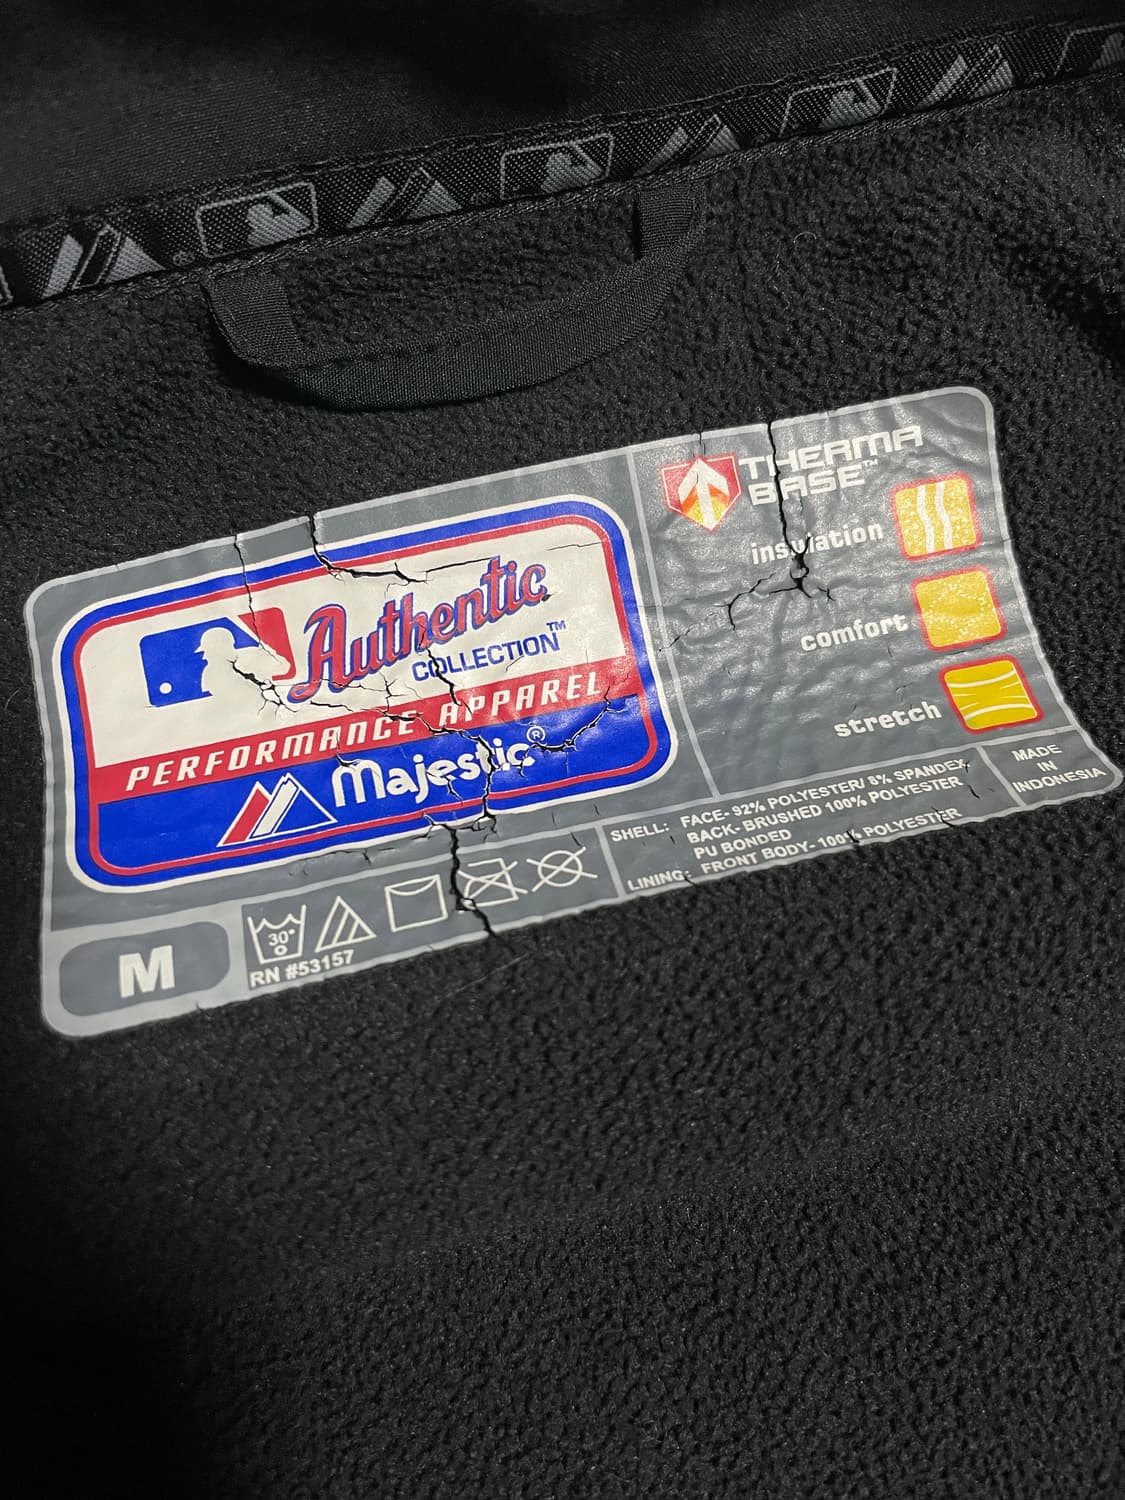 THERMA
BASE™
insulation
comfort
stretch
Authentic
COLLECTION™
PERFORMANCE APPAREL
Majestic®
SHELL: FACE- 92% POLYESTER/ 8% SPANDEX
BACK- BRUSHED 100% POLYESTER
PU BONDED
LINING: FRONT BODY- 100% POLYESTER
MADE
IN
INDONESIA
M
30°
RN #53157